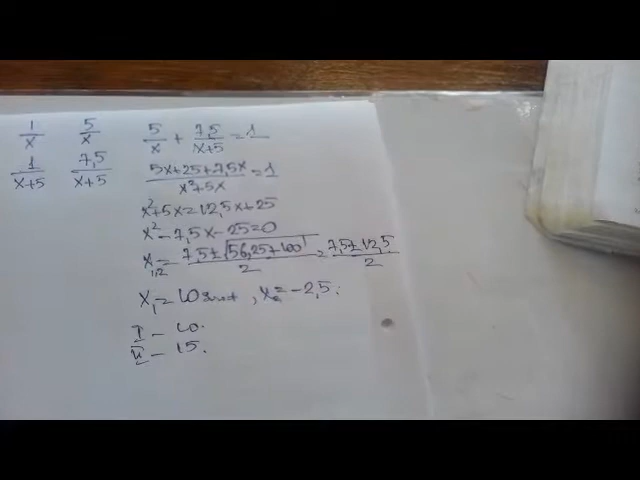 1/x 5/x 5/x + 7,5/x+5 = 1
1/x+5 7,5/x+5 5x+25+7,5x/x²+5x = 1
x²+5x=12,5x+25
x²-7,5x-25=0
x₁,₂= 7,5±√56,25+100/2 = 7,5±12,5/2
x₁=10 , x₂=-2,5:
I – 10.
II – 15.